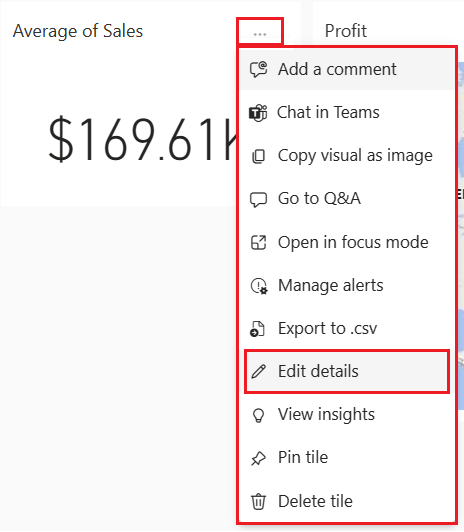 Average of Sales
...
Profit
$169.61K
Add a comment
Chat in Teams
Copy visual as image
Go to Q&A
Open in focus mode
Manage alerts
Export to .csv
Edit details
View insights
Pin tile
Delete tile